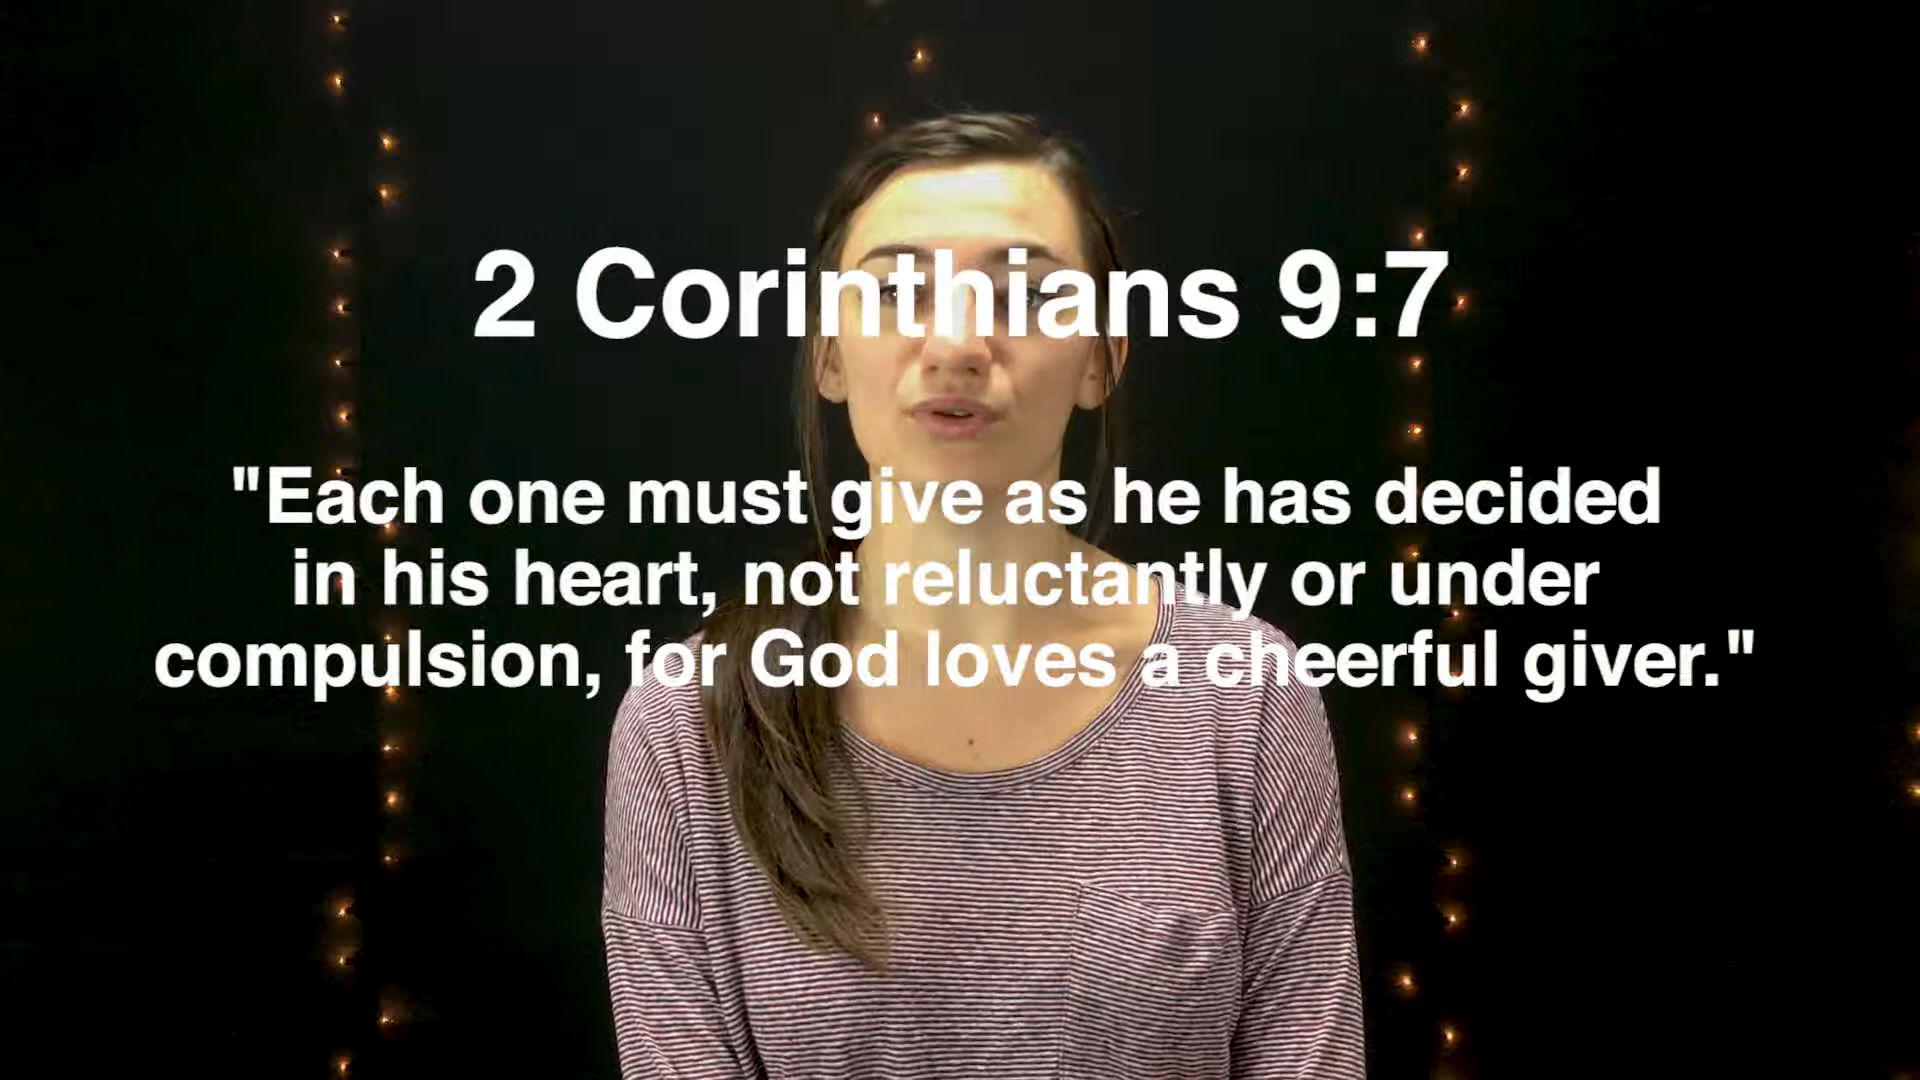 2 Corinthians 9:7
"Each one must give as he has decided
in his heart, not reluctantly or under
compulsion, for God loves a cheerful giver."